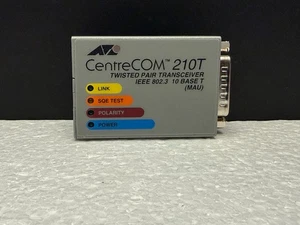 CentreCOM™ 210T
TWISTED PAIR TRANSCEIVER
IEEE 802.3 10 BASE T
(MAU)
LINK
SQE TEST
POLARITY
POWER